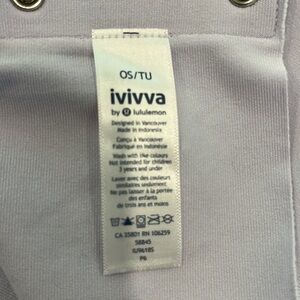 OS/TU
ivivva
by lululemon
Designed in Vancouver
Made in Indonesia
Conçu à Vancouver
Fabriqué en Indonésie
Wash with like colours
Not intended for children
3 years and under
Laver avec des couleurs
similaires seulement
Ne pas laisser à la portée
des enfants
de trois ans et moins
CA 35801 RN 106259
58845
P6